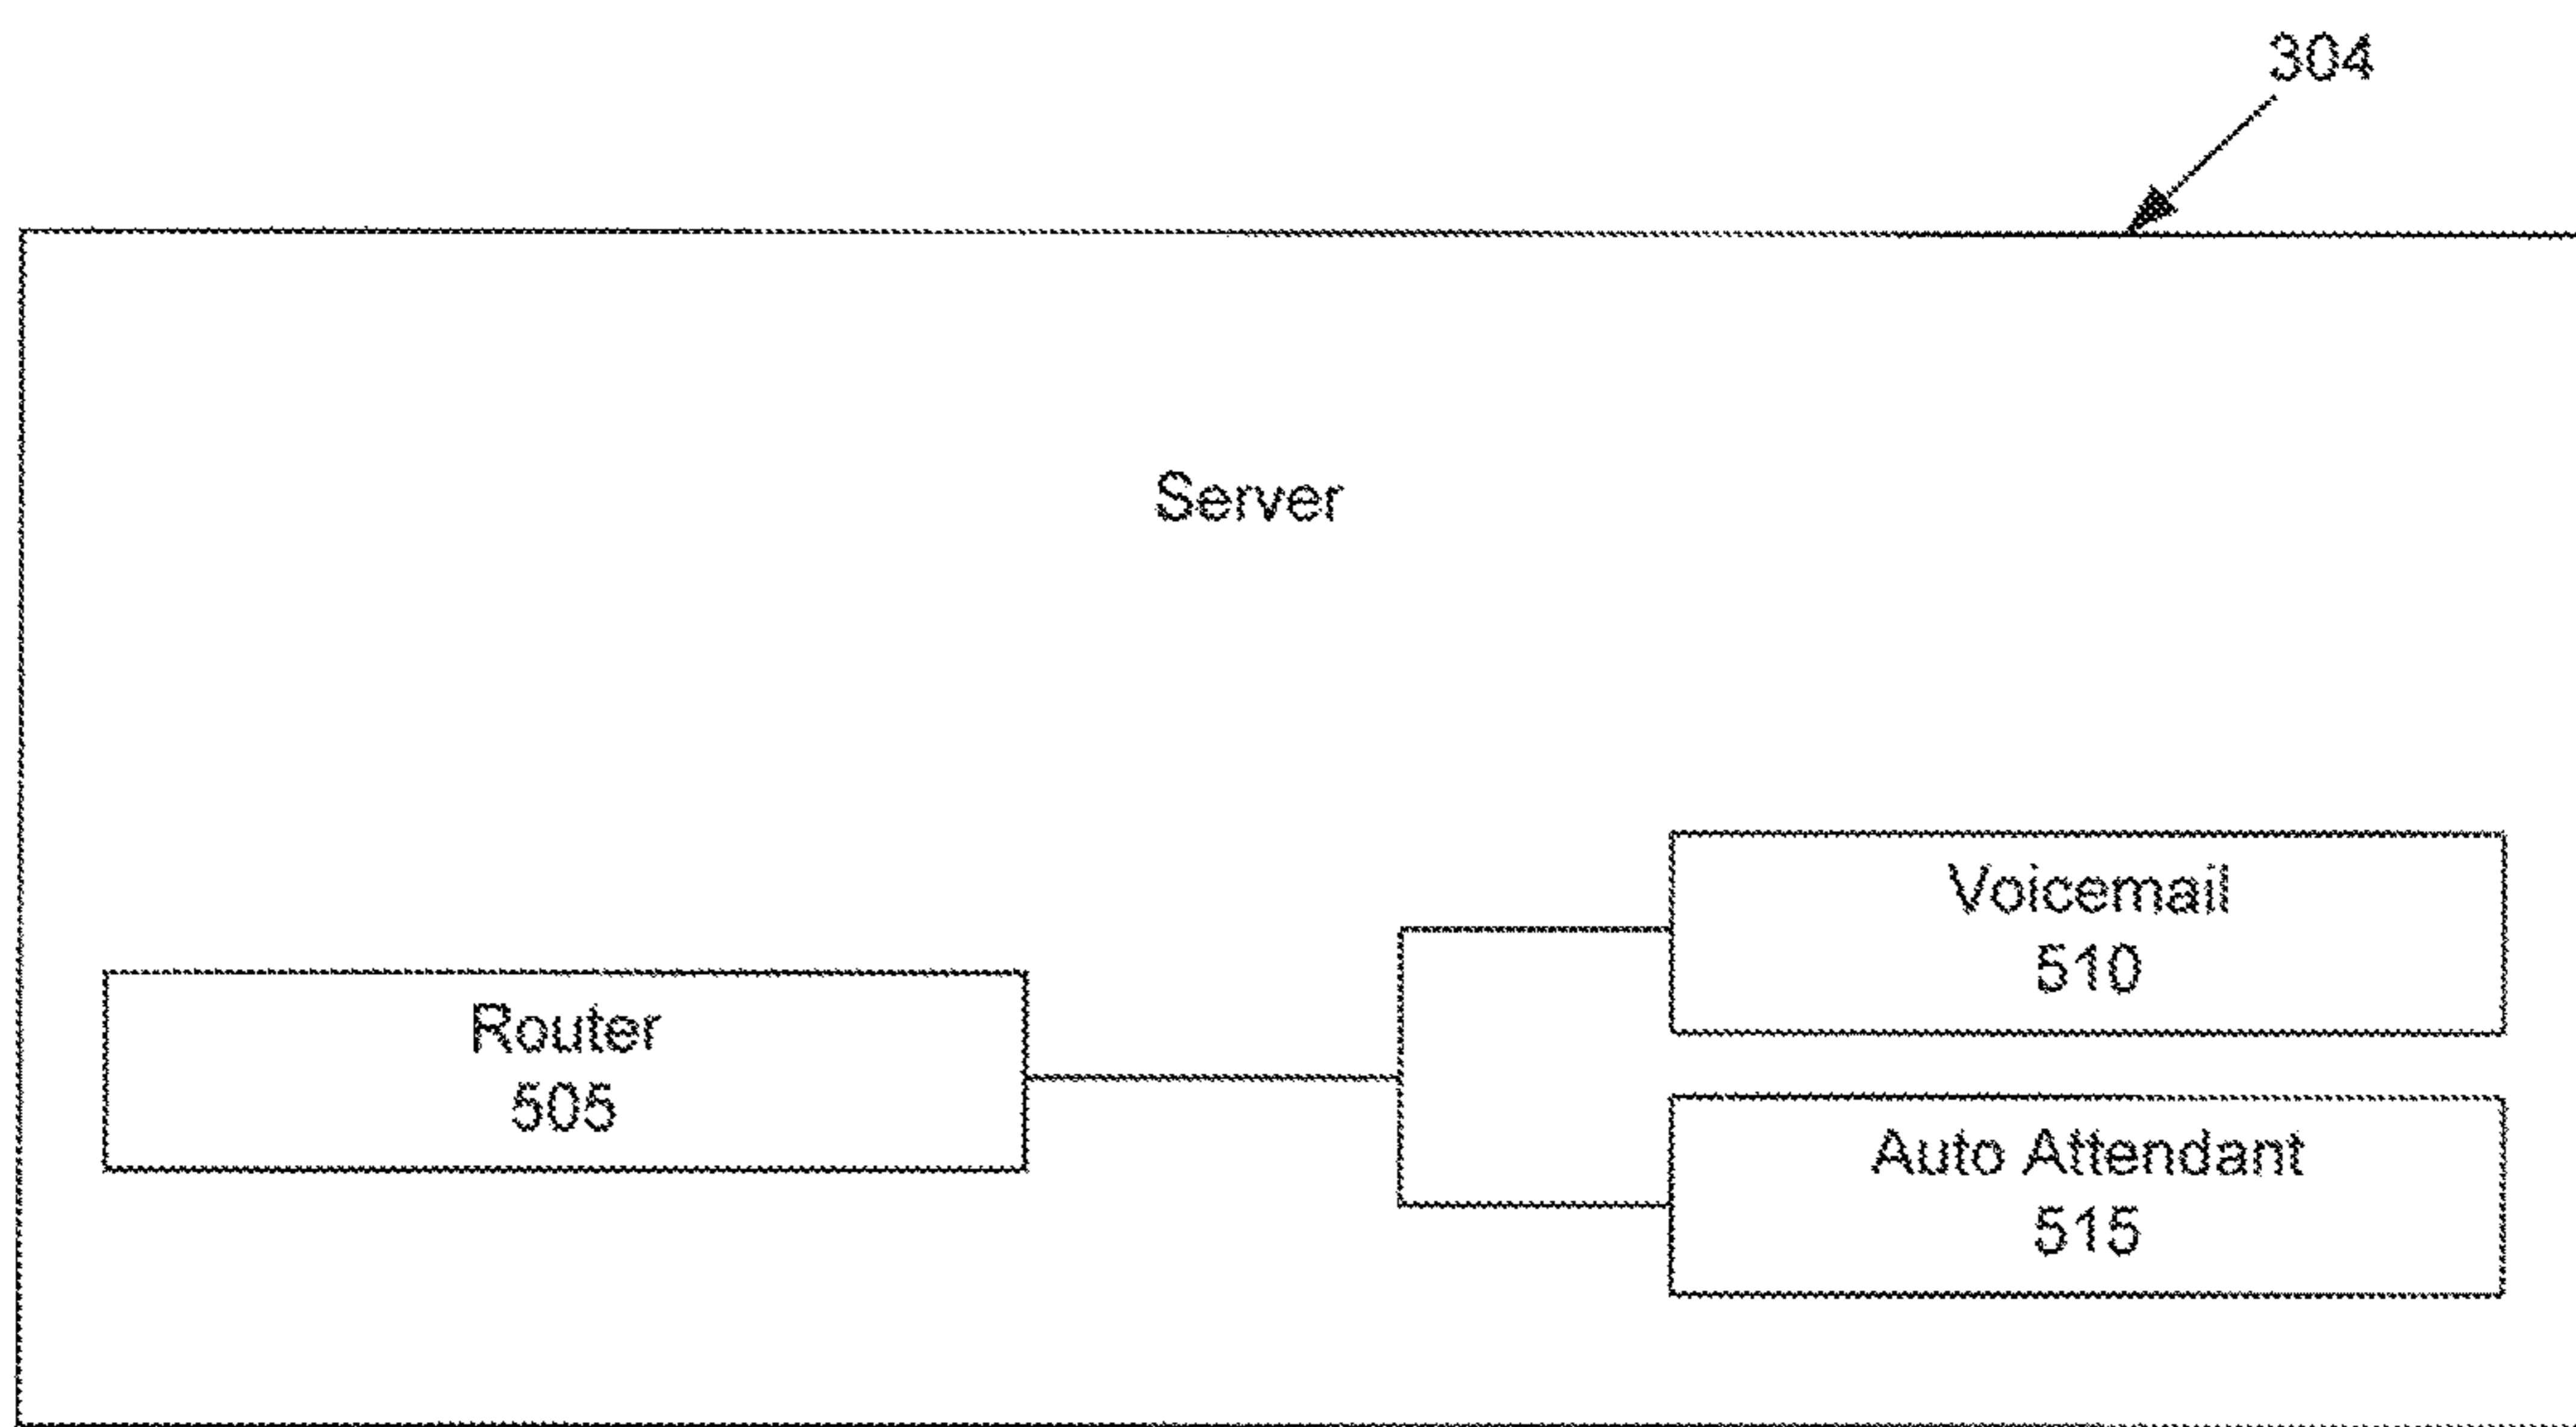 304
Server
Voicemail
510
Router
505
Auto Attendant
515